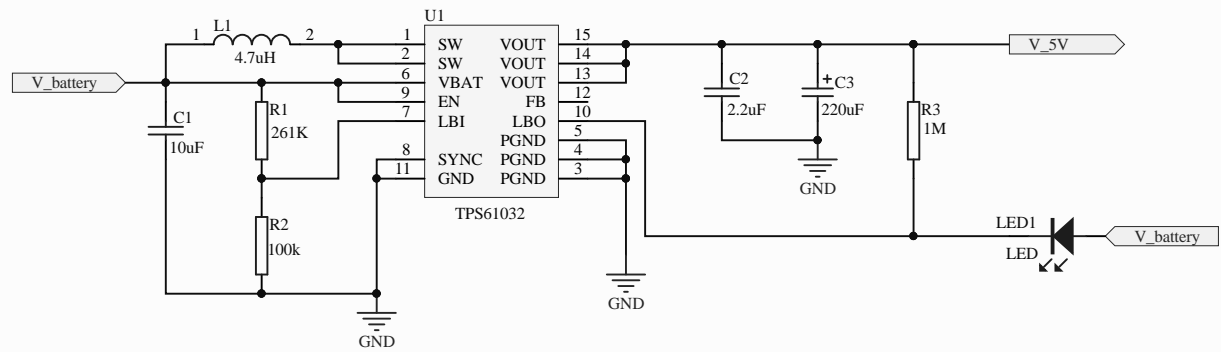 U1
L1
1
2
4.7uH
1
SW
VOUT
15
2
SW
VOUT
14
V_battery
6
VBAT
VOUT
13
9
EN
FB
12
7
LBI
LBO
10
PGND
5
8
SYNC
PGND
4
11
GND
PGND
3
TPS61032
V_5V
C2
2.2uF
C3
+
220uF
R3
1M
GND
C1
10uF
R1
261K
R2
100k
LED1
LED
V_battery
GND
GND